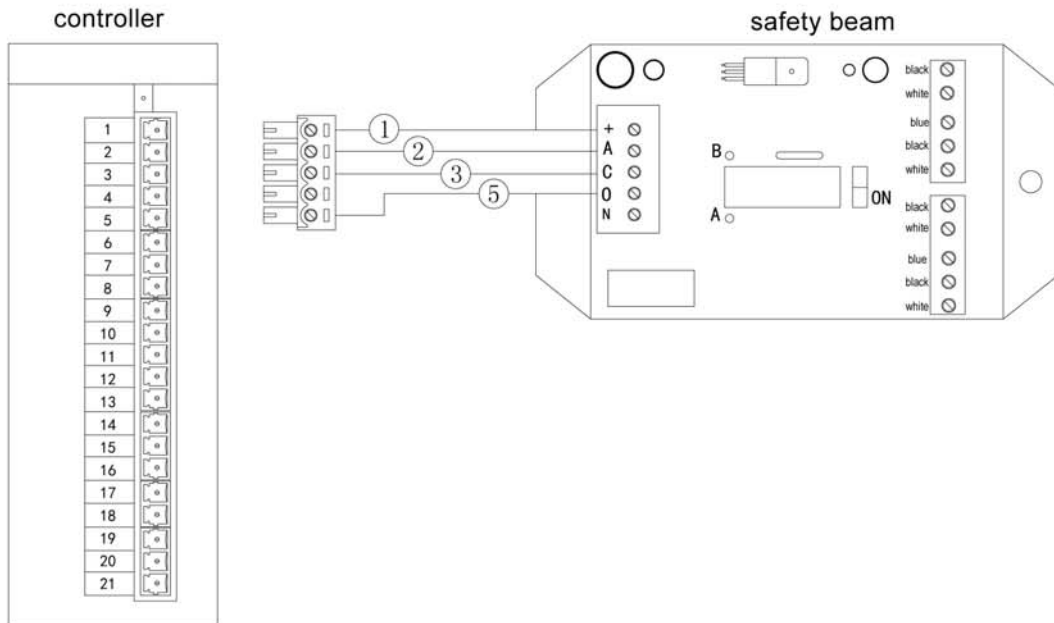 controller
1
2
3
4
5
6
7
8
9
10
11
12
13
14
15
16
17
18
19
20
21
①
②
③
⑤
safety beam
+
A
C
O
N
B
A
ON
black
white
blue
black
white
black
white
blue
black
white